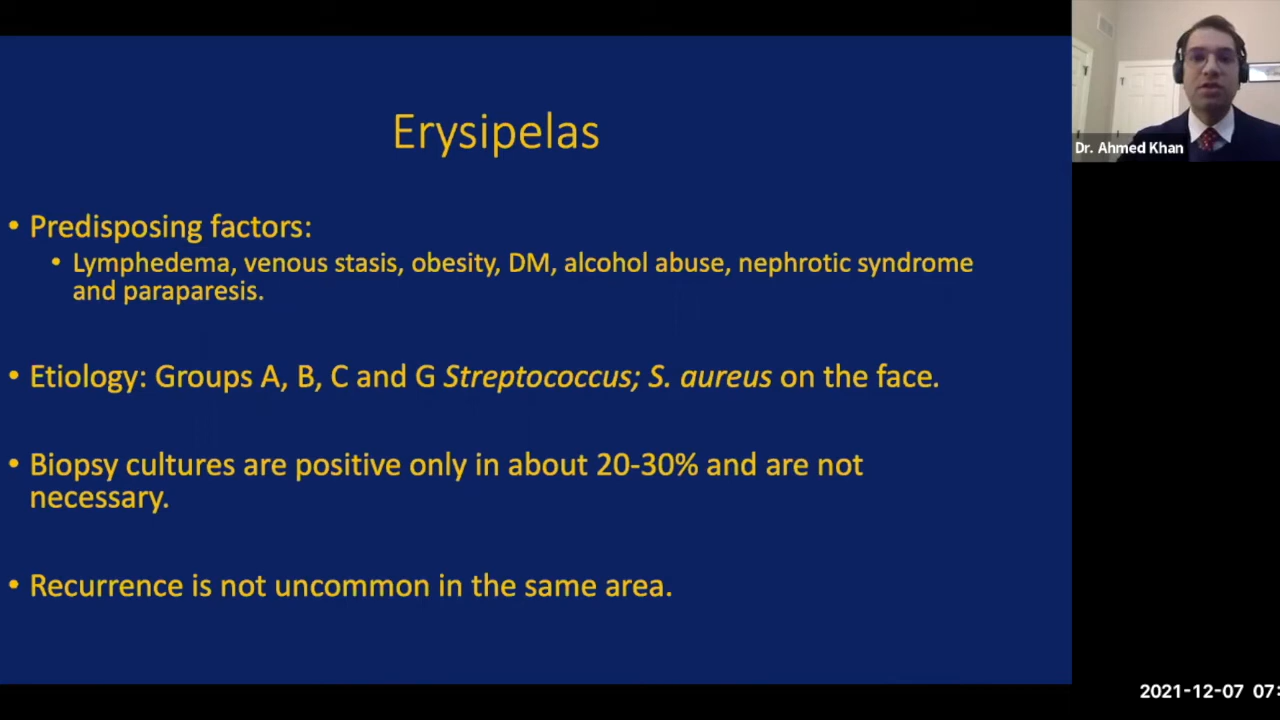 Erysipelas
• Predisposing factors:
• Lymphedema, venous stasis, obesity, DM, alcohol abuse, nephrotic syndrome
and paraparesis.
• Etiology: Groups A, B, C and G Streptococcus; S. aureus on the face.
• Biopsy cultures are positive only in about 20-30% and are not
necessary.
• Recurrence is not uncommon in the same area.
Dr. Ahmed Khan
2021-12-07 07: